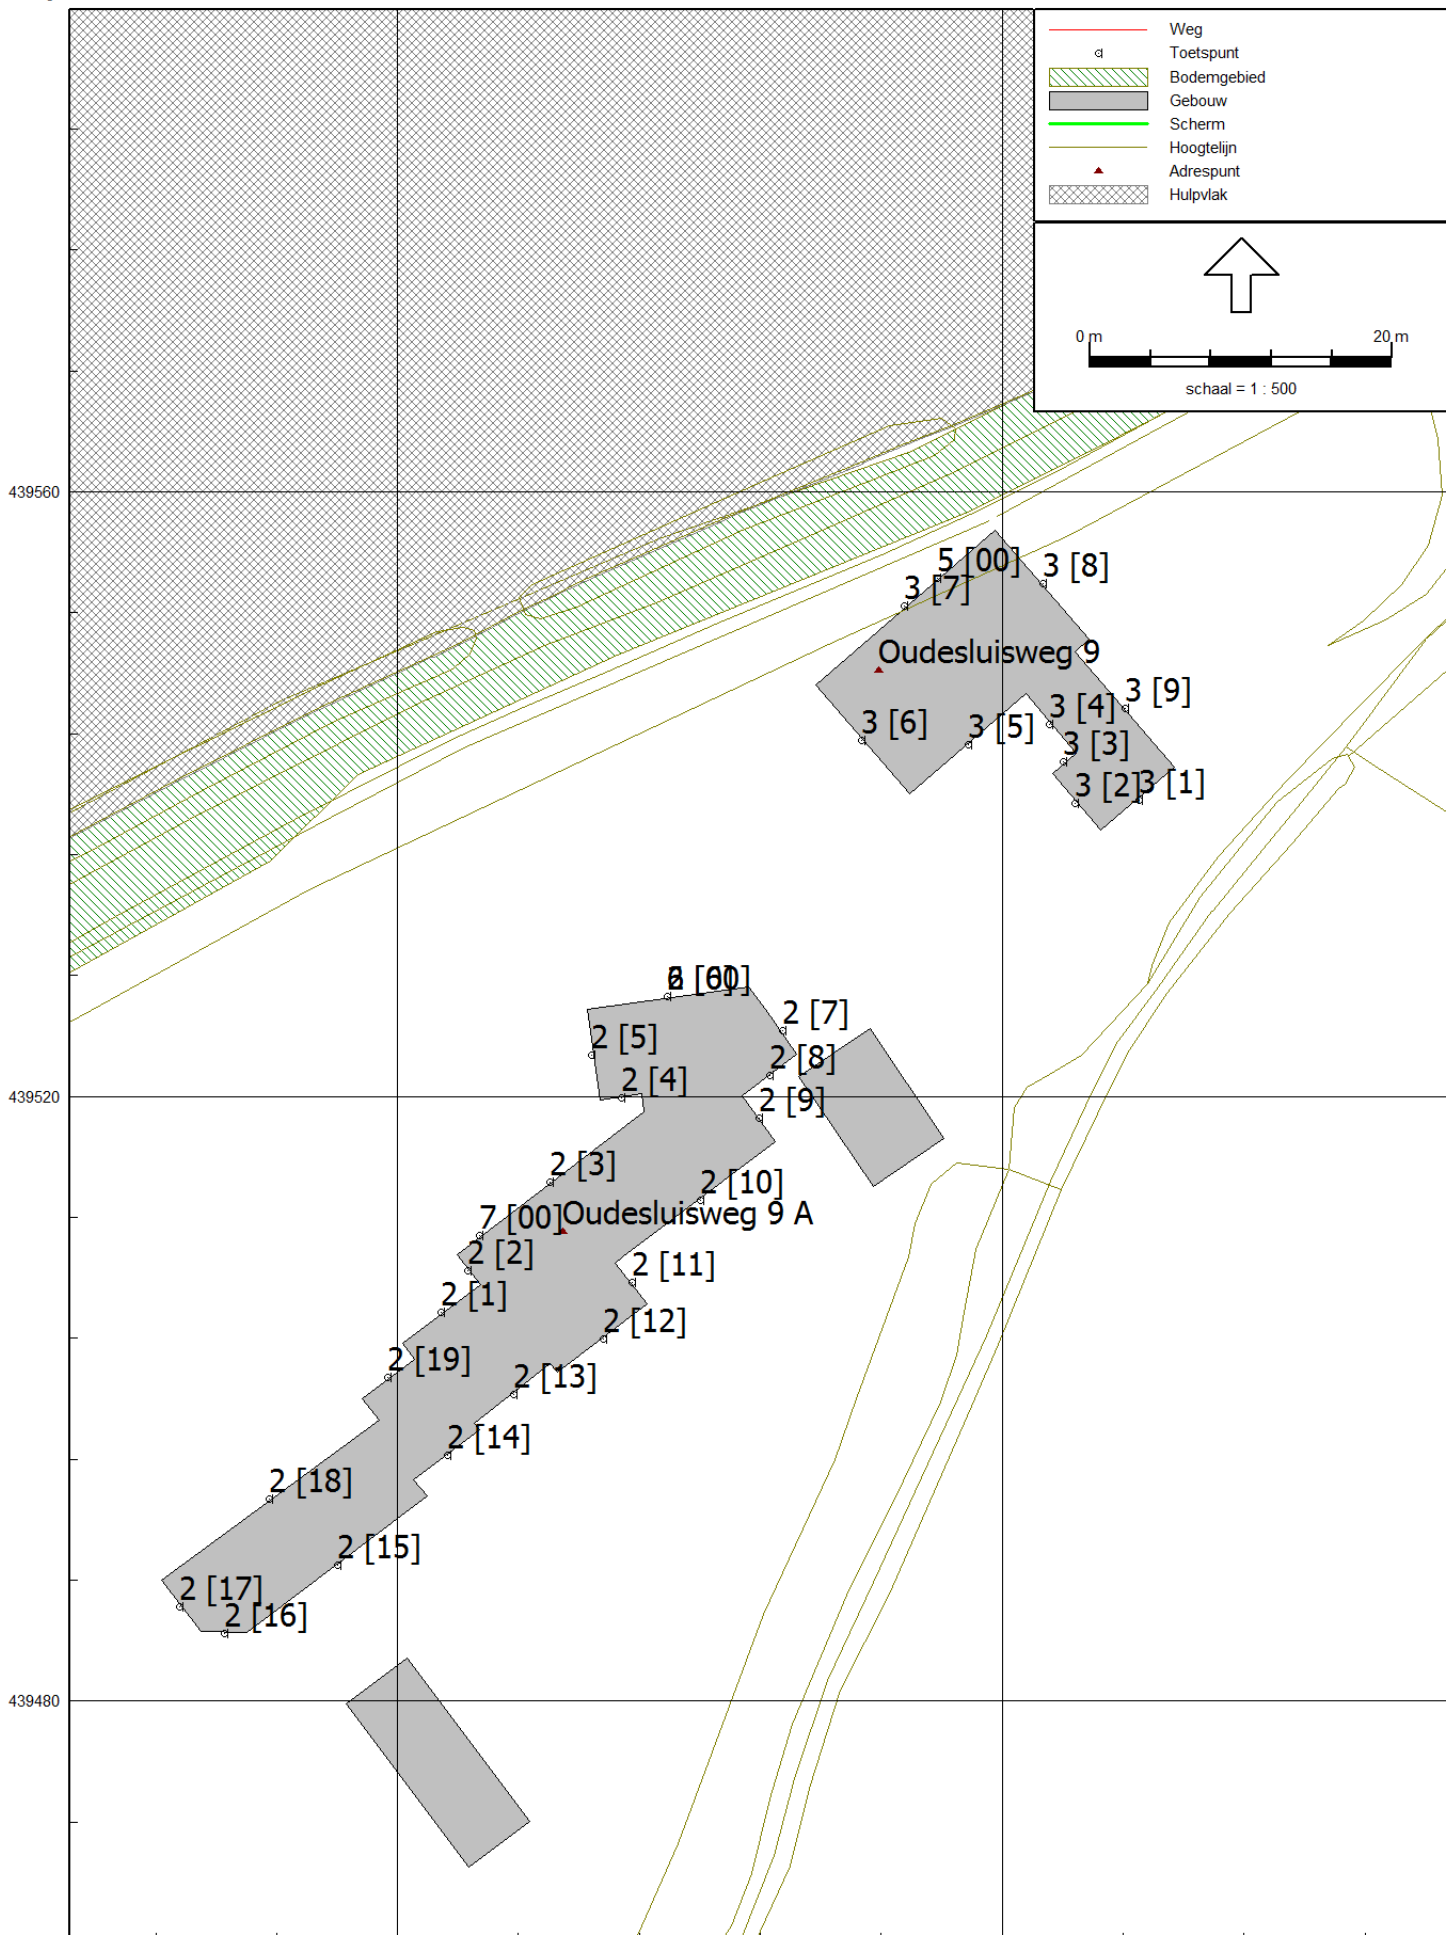 Weg
Toetspunt
Bodemgebied
Gebouw
Scherm
Hoogtelijn
Adrespunt
Hulpvlak
0 m 20 m
schaal = 1 : 500
439560
5 [00]
3 [8]
3 [7]
Oudesluisweg 9
3 [9]
3 [4]
3 [6]
3 [5]
3 [3]
3 [2]
3 [1]
2 [7]
2 [5]
2 [8]
2 [4]
439520
2 [9]
2 [3]
2 [10]
7 [00]
Oudesluisweg 9 A
2 [2]
2 [11]
2 [1]
2 [12]
2 [19]
2 [13]
2 [14]
2 [18]
2 [15]
2 [17]
2 [16]
439480